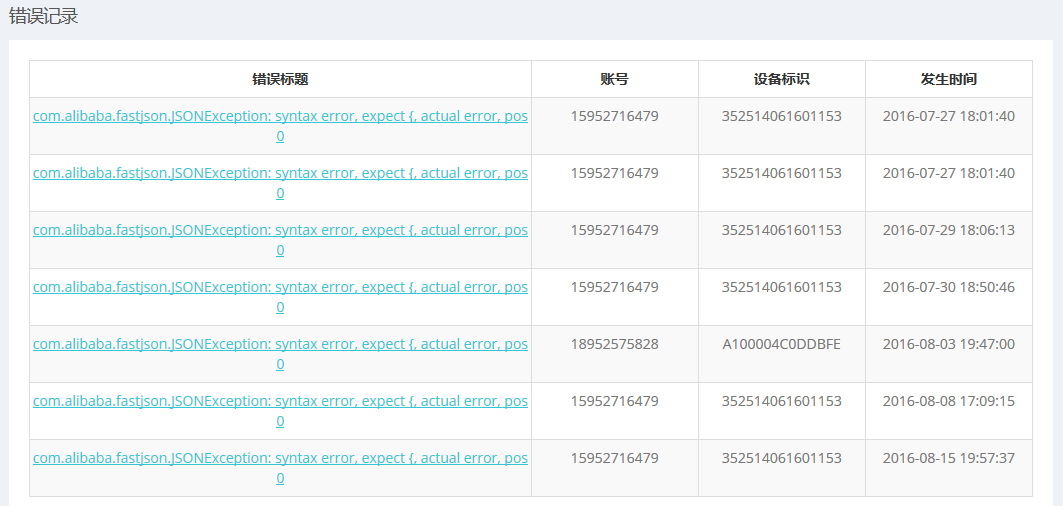 错误记录
错误标题 账号 设备标识 发生时间
com.alibaba.fastjson.JSONException: syntax error, expect {, actual error, pos 15952716479 352514061601153 2016-07-27 18:01:40
0
com.alibaba.fastjson.JSONException: syntax error, expect {, actual error, pos 15952716479 352514061601153 2016-07-27 18:01:40
0
com.alibaba.fastjson.JSONException: syntax error, expect {, actual error, pos 15952716479 352514061601153 2016-07-29 18:06:13
0
com.alibaba.fastjson.JSONException: syntax error, expect {, actual error, pos 15952716479 352514061601153 2016-07-30 18:50:46
0
com.alibaba.fastjson.JSONException: syntax error, expect {, actual error, pos 18952575828 A100004C0DDBFE 2016-08-03 19:47:00
0
com.alibaba.fastjson.JSONException: syntax error, expect {, actual error, pos 15952716479 352514061601153 2016-08-08 17:09:15
0
com.alibaba.fastjson.JSONException: syntax error, expect {, actual error, pos 15952716479 352514061601153 2016-08-15 19:57:37
0